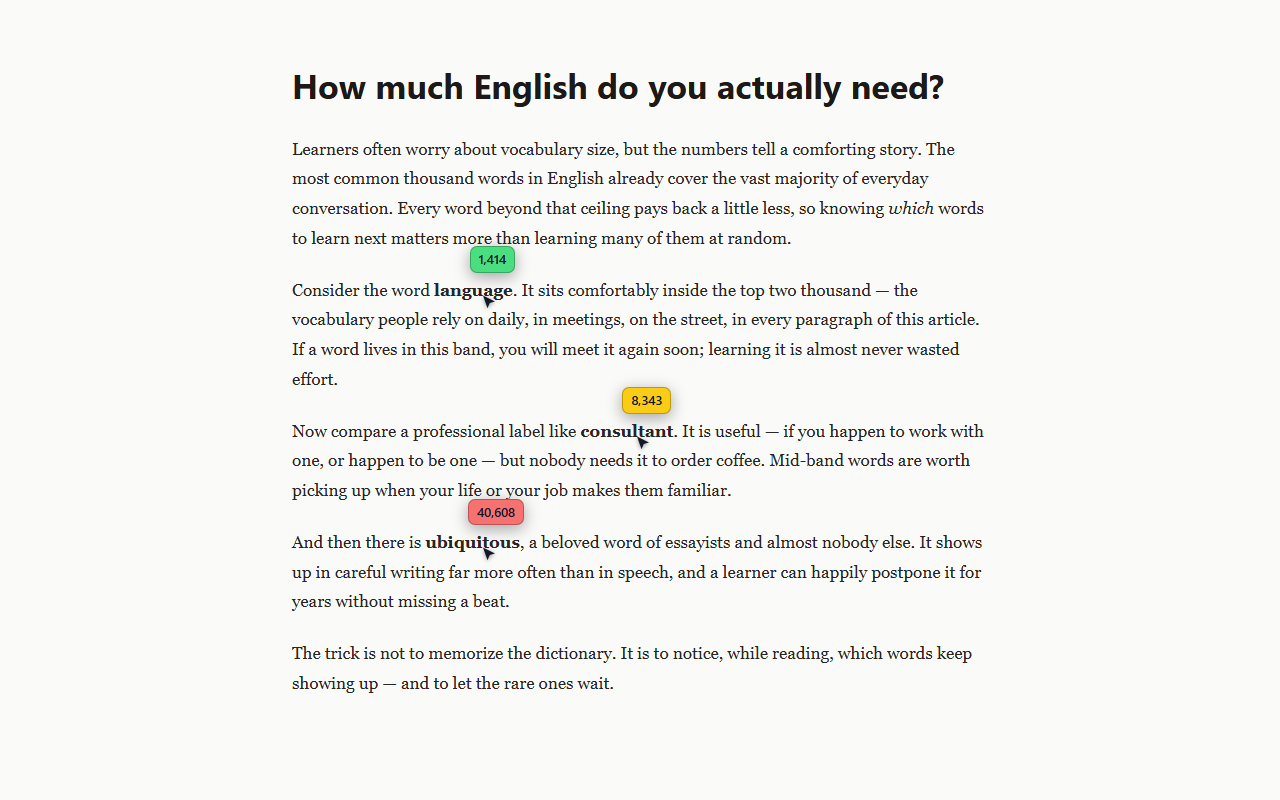 How much English do you actually need?
Learners often worry about vocabulary size, but the numbers tell a comforting story. The
most common thousand words in English already cover the vast majority of everyday
conversation. Every word beyond that ceiling pays back a little less, so knowing which words
to learn next matters more than learning many of them at random.
1,414
Consider the word language. It sits comfortably inside the top two thousand — the
vocabulary people rely on daily, in meetings, on the street, in every paragraph of this article.
If a word lives in this band, you will meet it again soon; learning it is almost never wasted
effort.
8,343
Now compare a professional label like consultant. It is useful — if you happen to work with
one, or happen to be one — but nobody needs it to order coffee. Mid-band words are worth
picking up when your life or your job makes them familiar.
40,608
And then there is ubiquitous, a beloved word of essayists and almost nobody else. It shows
up in careful writing far more often than in speech, and a learner can happily postpone it for
years without missing a beat.
The trick is not to memorize the dictionary. It is to notice, while reading, which words keep
showing up — and to let the rare ones wait.